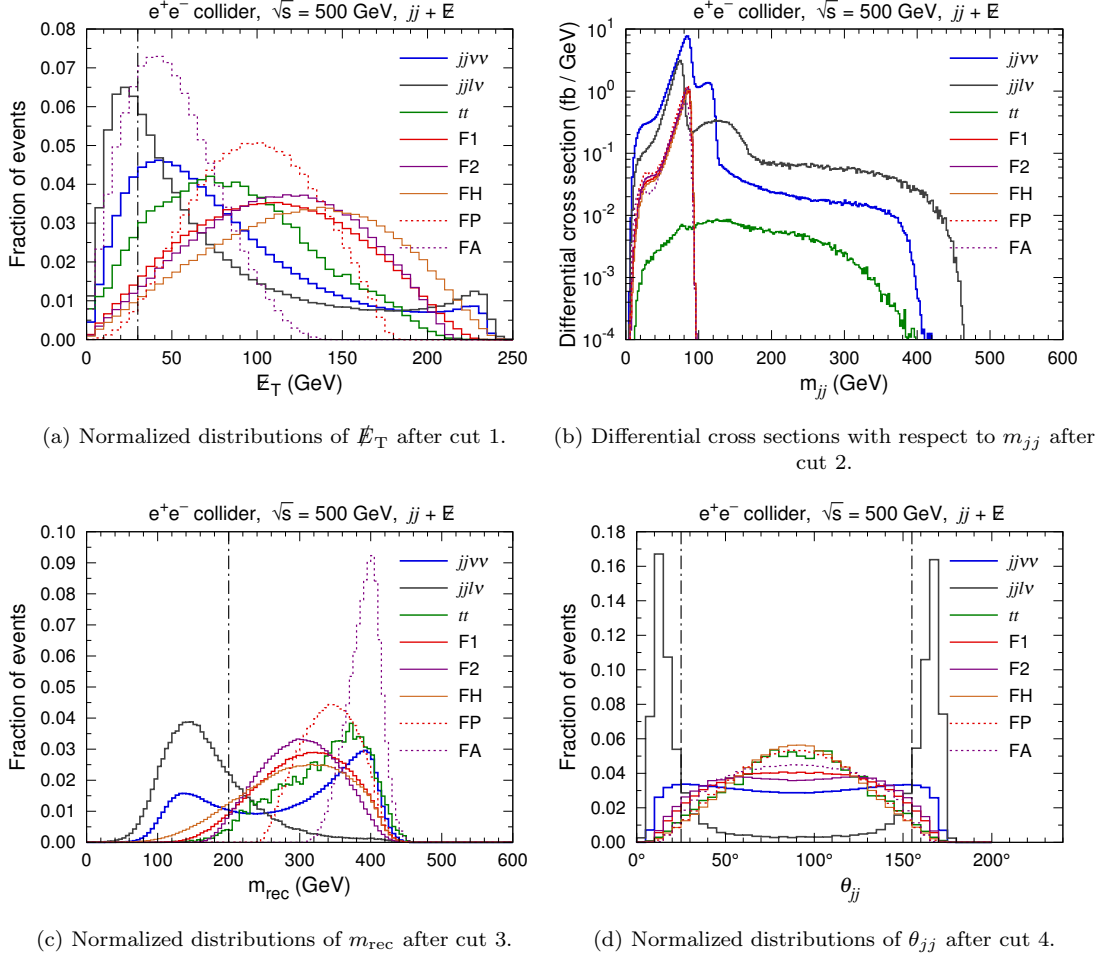 e⁺e⁻ collider, √s = 500 GeV, jj + E̸
Fraction of events
0.08
0.07
0.06
0.05
0.04
0.03
0.02
0.01
0.00
0 50 100 150 200 250
E̸_T (GeV)
jjνν
jjlν
tt
F1
F2
FH
FP
FA
(a) Normalized distributions of E̸_T after cut 1.
e⁺e⁻ collider, √s = 500 GeV, jj + E̸
Differential cross section (fb / GeV)
10¹
10⁰
10⁻¹
10⁻²
10⁻³
10⁻⁴
0 100 200 300 400 500 600
m_jj (GeV)
jjνν
jjlν
tt
F1
F2
FH
FP
FA
(b) Differential cross sections with respect to m_jj after
cut 2.
e⁺e⁻ collider, √s = 500 GeV, jj + E̸
Fraction of events
0.10
0.09
0.08
0.07
0.06
0.05
0.04
0.03
0.02
0.01
0.00
0 100 200 300 400 500 600
m_rec (GeV)
jjνν
jjlν
tt
F1
F2
FH
FP
FA
(c) Normalized distributions of m_rec after cut 3.
e⁺e⁻ collider, √s = 500 GeV, jj + E̸
Fraction of events
0.18
0.16
0.14
0.12
0.10
0.08
0.06
0.04
0.02
0.00
0° 50° 100° 150° 200°
θ_jj
jjνν
jjlν
tt
F1
F2
FH
FP
FA
(d) Normalized distributions of θ_jj after cut 4.